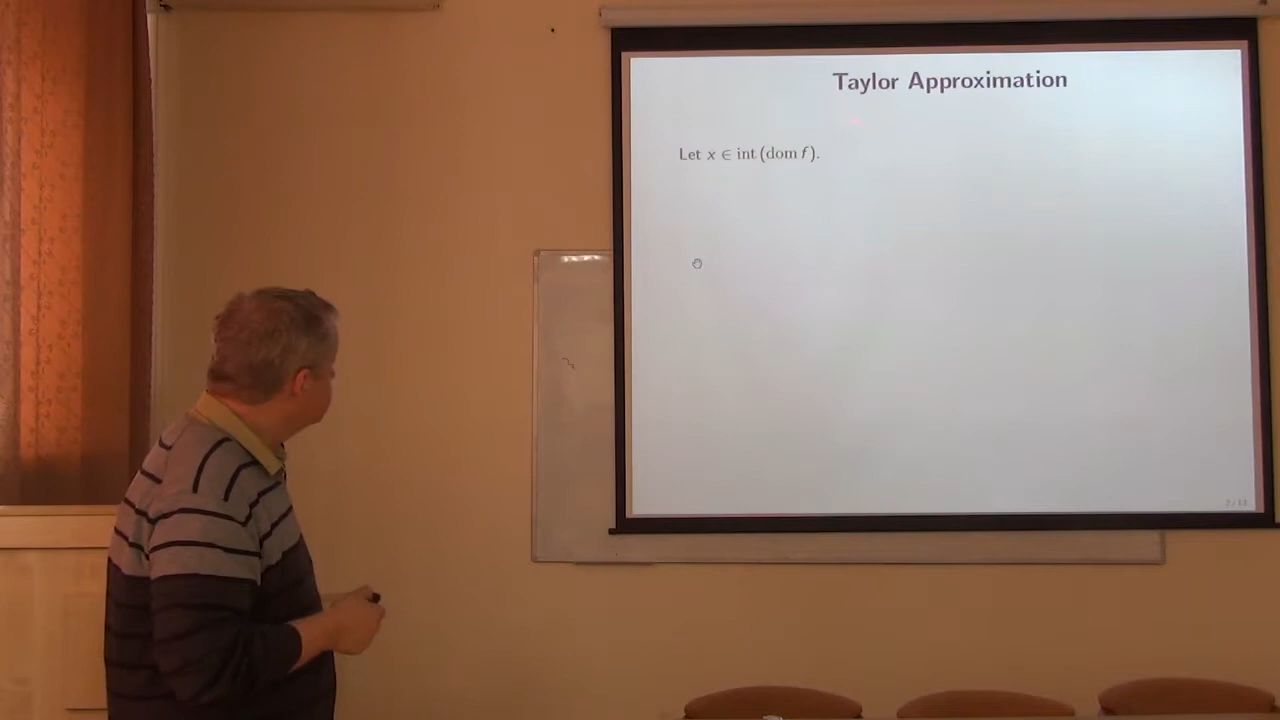 Taylor Approximation
Let x ∈ int (dom f).